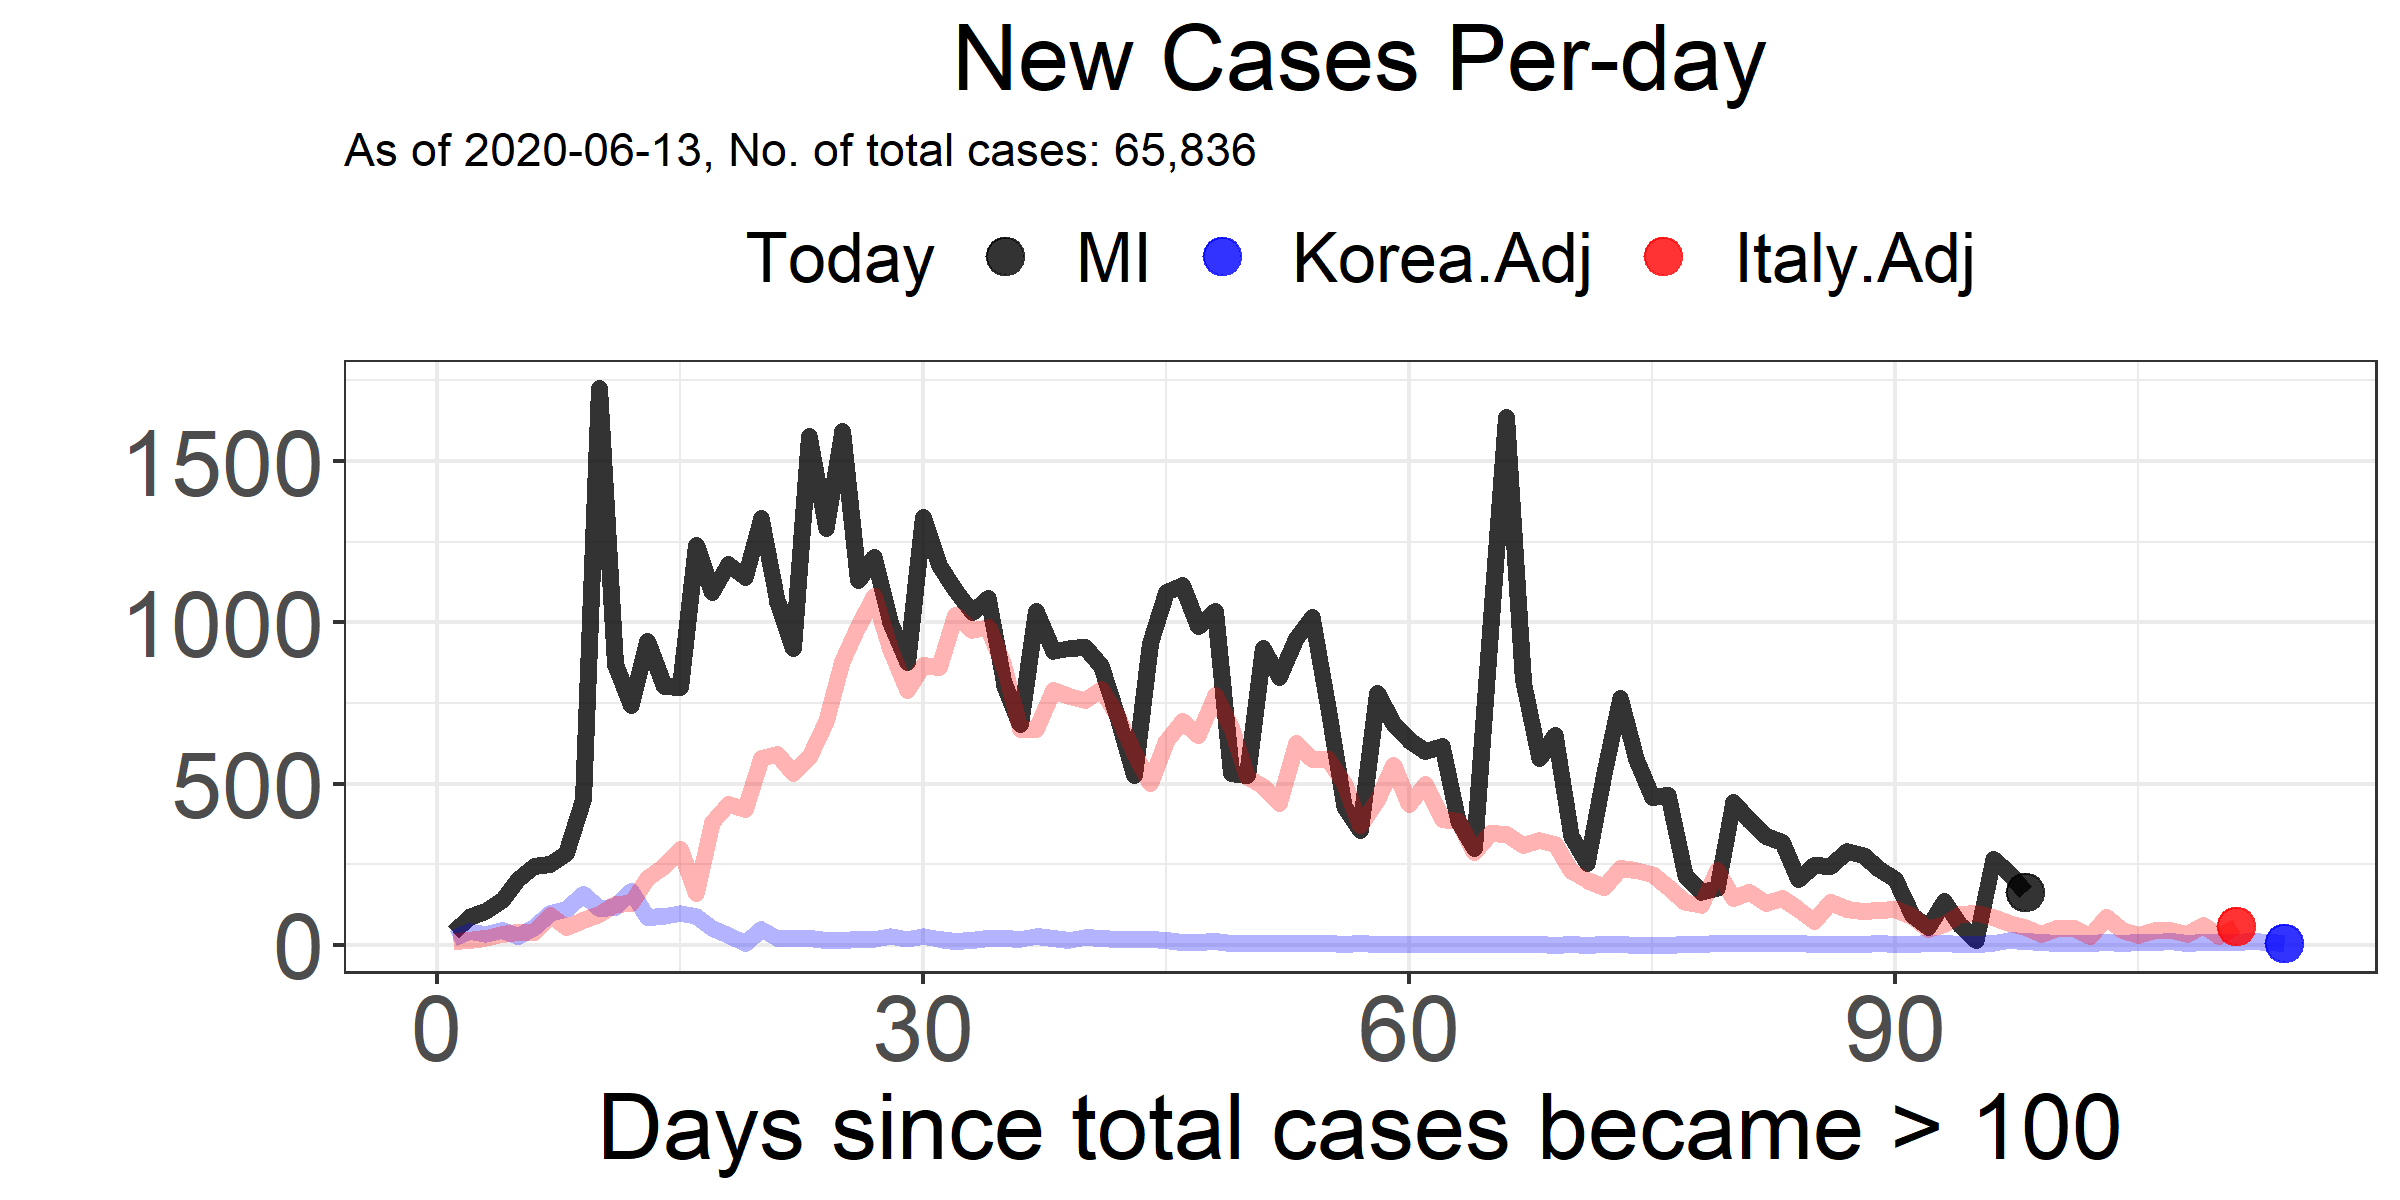 New Cases Per-day
As of 2020-06-13, No. of total cases: 65,836
Today MI Korea.Adj Italy.Adj
1500
1000
500
0
0 30 60 90
Days since total cases became > 100